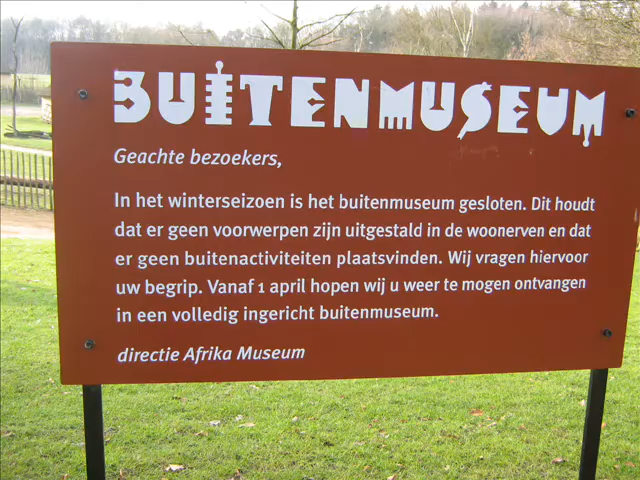 BUITENMUSEUM
Geachte bezoekers,
In het winterseizoen is het buitenmuseum gesloten. Dit houdt
dat er geen voorwerpen zijn uitgestald in de woonerven en dat
er geen buitenactiviteiten plaatsvinden. Wij vragen hiervoor
uw begrip. Vanaf 1 april hopen wij u weer te mogen ontvangen
in een volledig ingericht buitenmuseum.
directie Afrika Museum